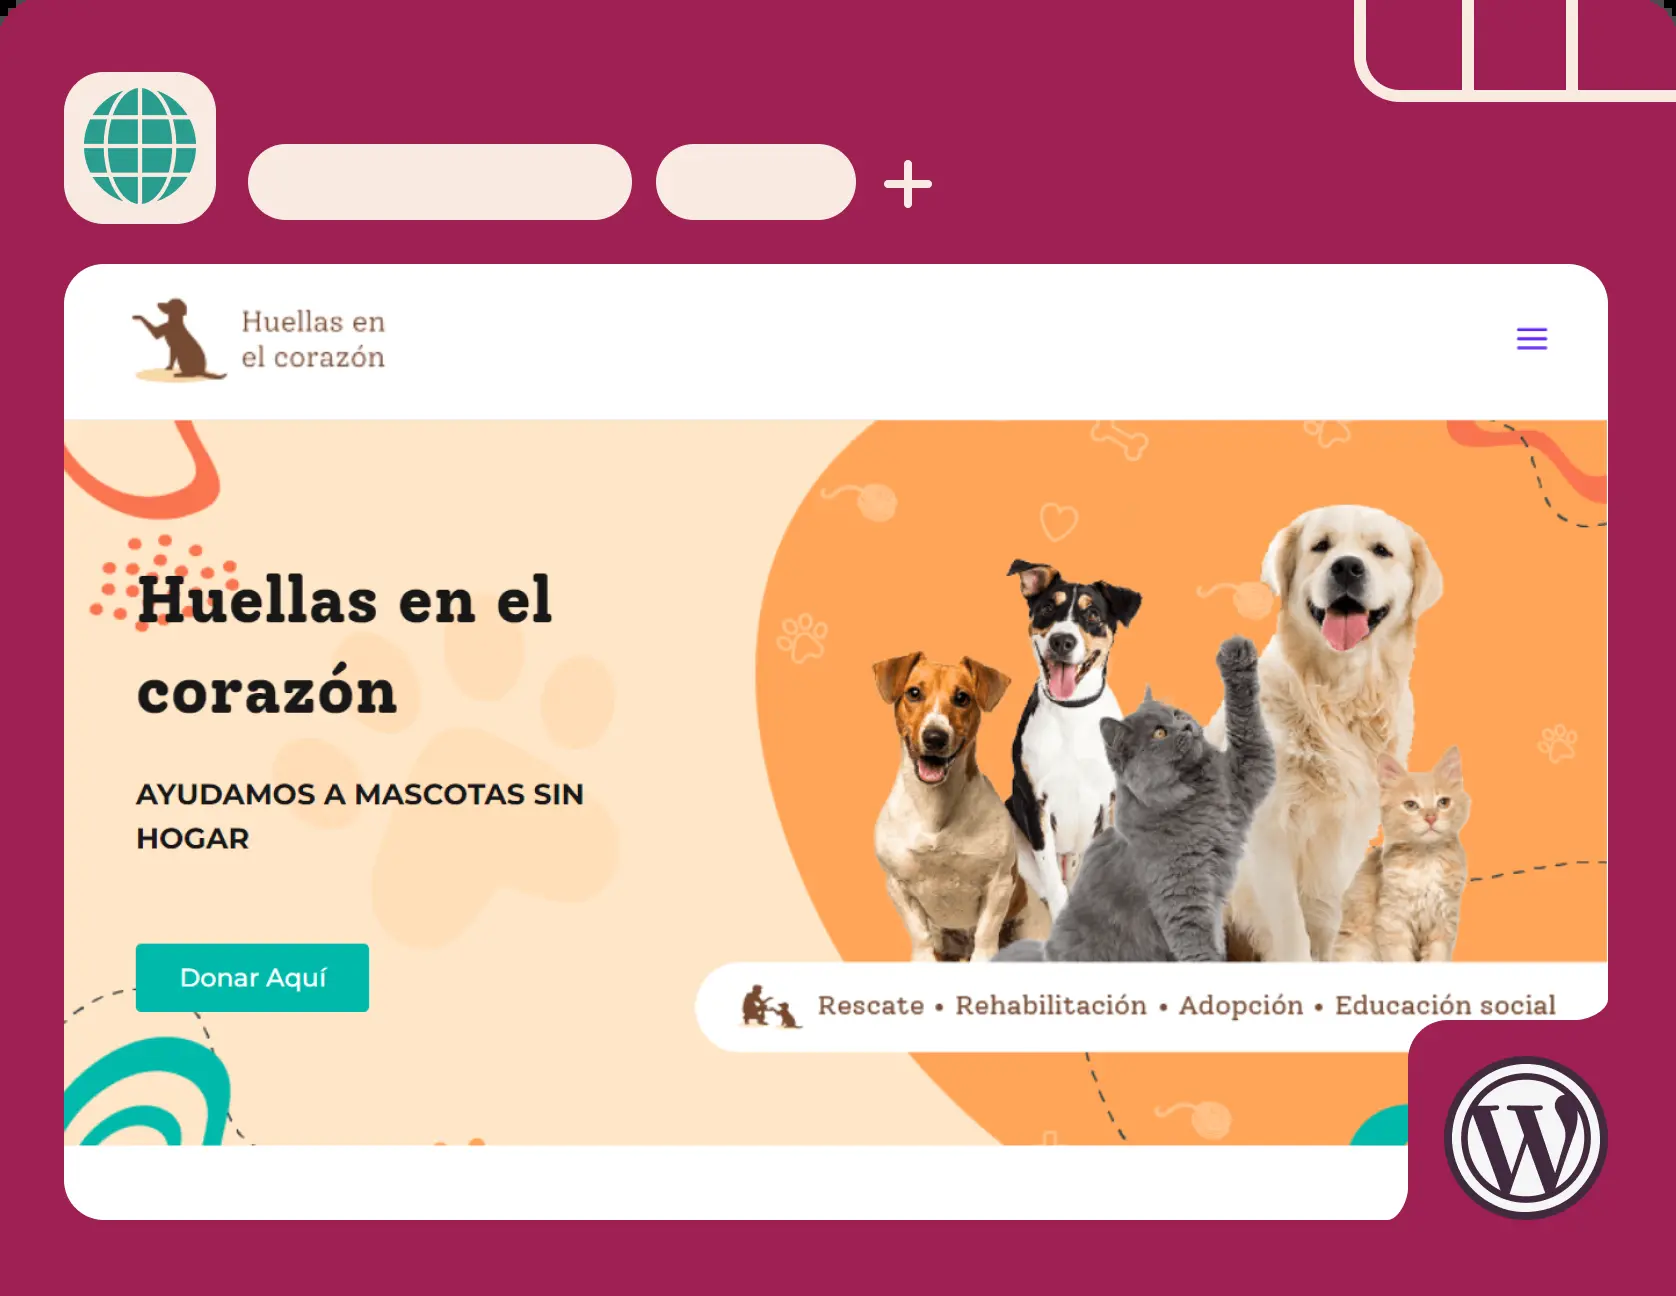 Huellas en
el corazón
Huellas en el
corazón
AYUDAMOS A MASCOTAS SIN
HOGAR
Donar Aquí
Rescate • Rehabilitación • Adopción • Educación social
W